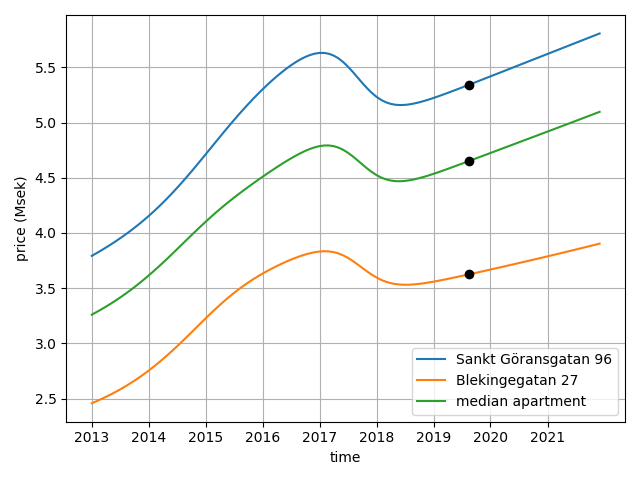 price (Msek)
5.5
5.0
4.5
4.0
3.5
3.0
2.5
Sankt Göransgatan 96
Blekingegatan 27
median apartment
2013 2014 2015 2016 2017 2018 2019 2020 2021
time